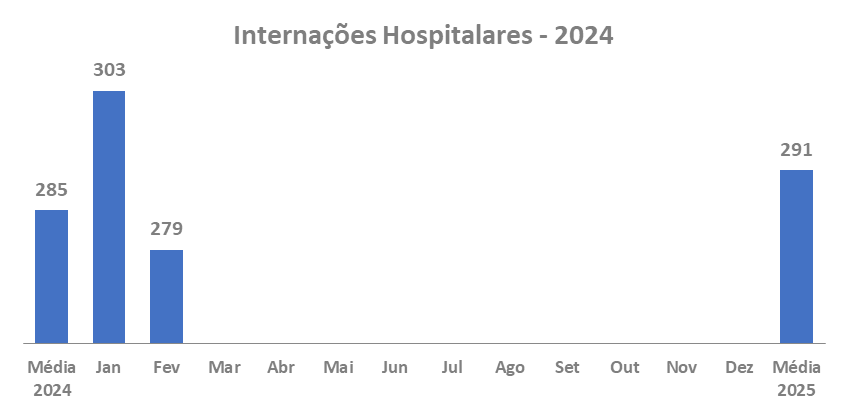 Internações Hospitalares - 2024
303
291
285
279
Média 2024
Jan
Fev
Mar
Abr
Mai
Jun
Jul
Ago
Set
Out
Nov
Dez
Média 2025